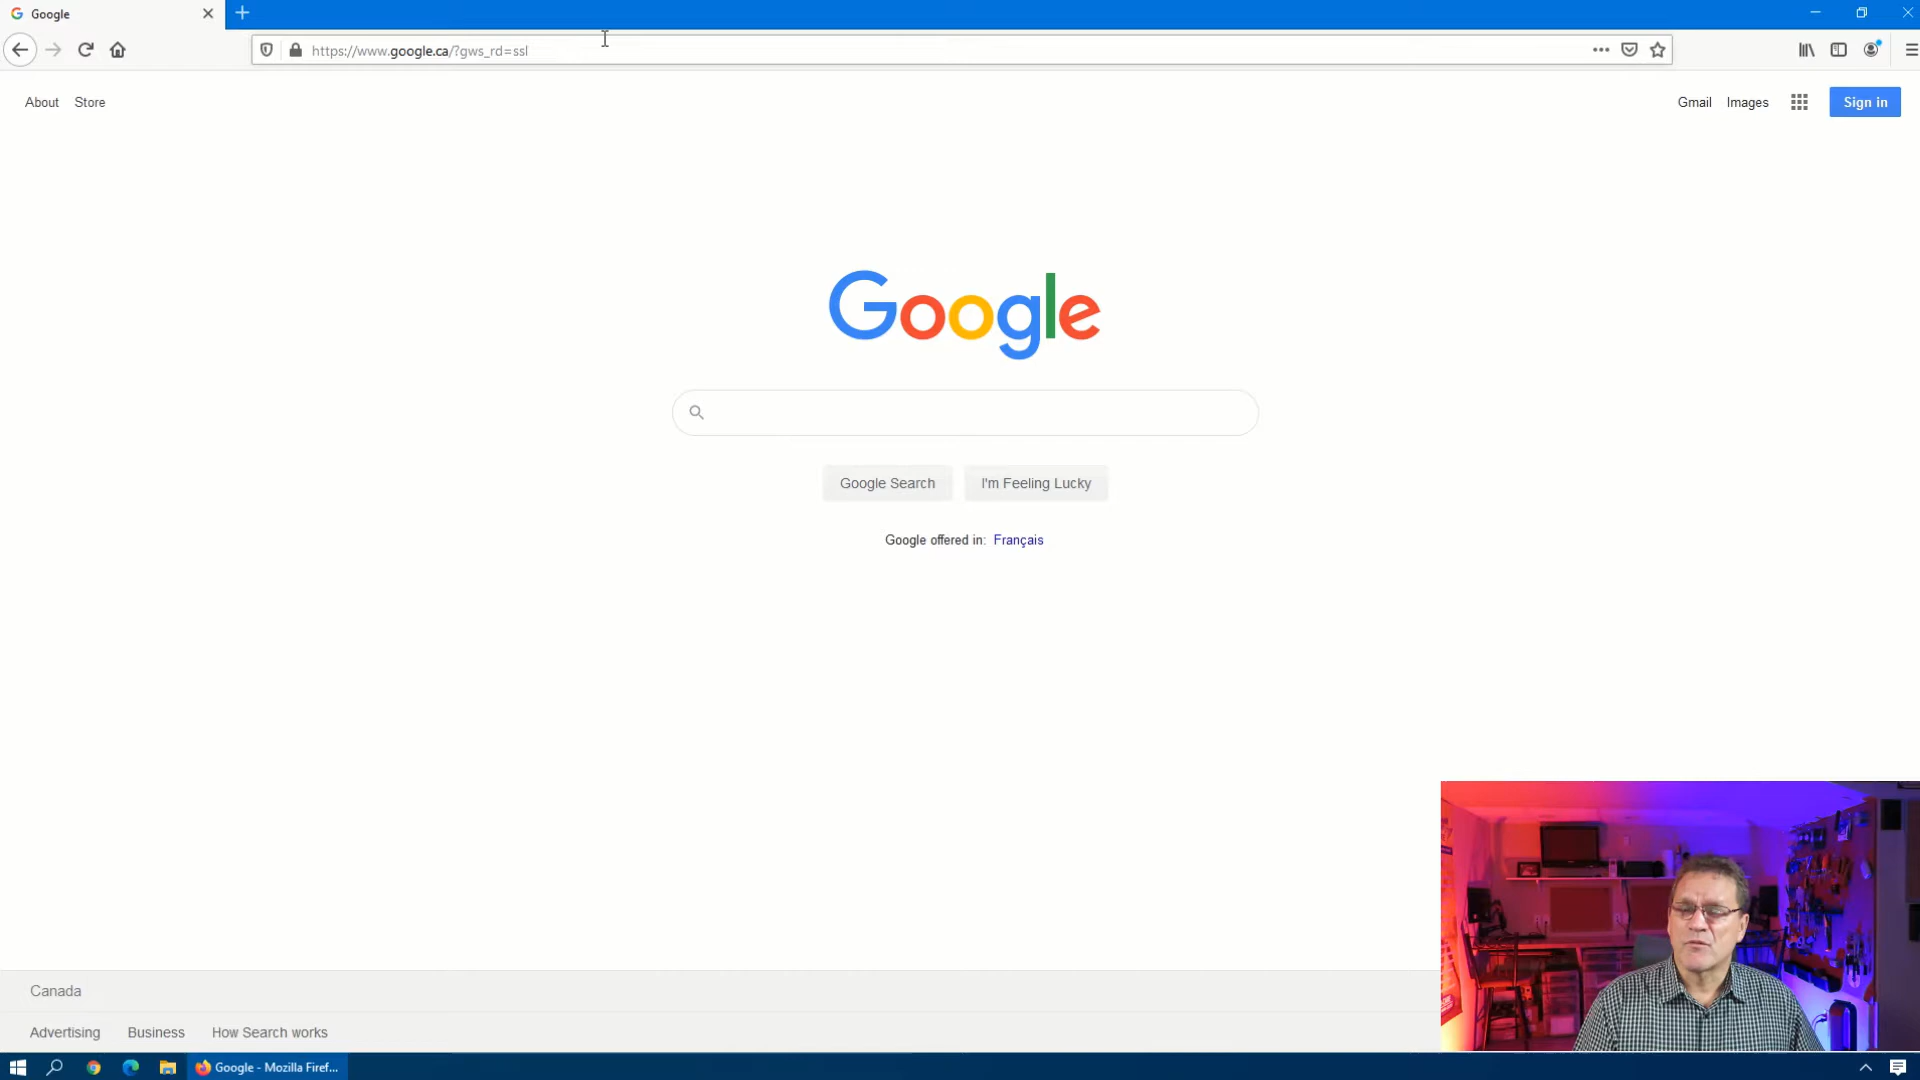 Google
https://www.google.ca/?gws_rd=ssl
About Store
Gmail Images Sign in
Google
Google Search I'm Feeling Lucky
Google offered in: Français
Canada
Advertising Business How Search works
Google - Mozilla Firef...